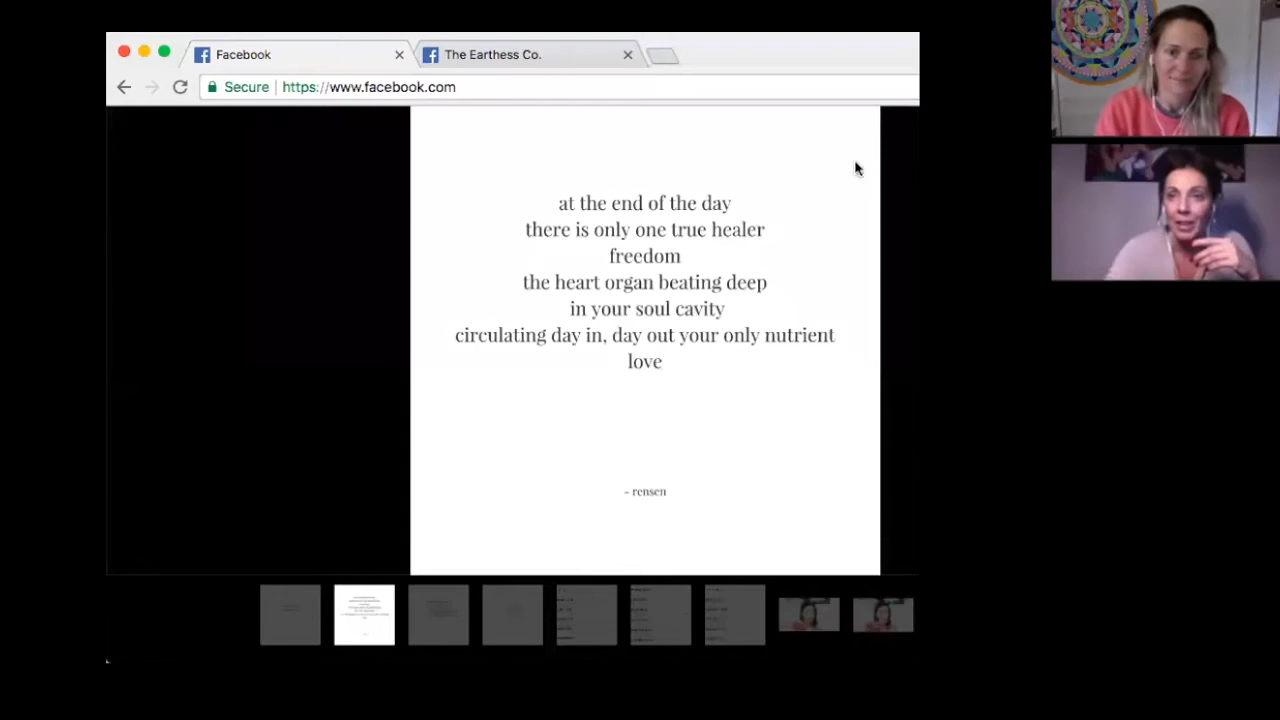 Facebook
The Earthess Co.
Secure
https://www.facebook.com
at the end of the day
there is only one true healer
freedom
the heart organ beating deep
in your soul cavity
circulating day in, day out your only nutrient
love
- rensen